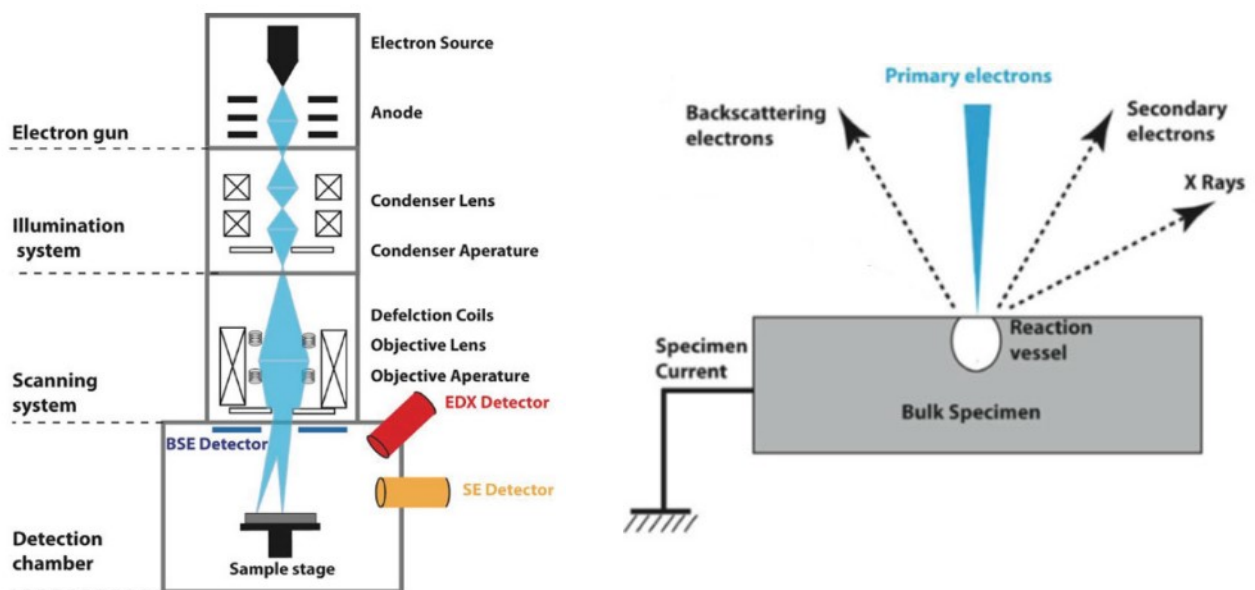 Electron Source
Anode
Electron gun
Condenser Lens
Illumination
system
Condenser Aperature
Defelction Coils
Objective Lens
Objective Aperature
Scanning
system
EDX Detector
BSE Detector
SE Detector
Detection
chamber
Sample stage
Primary electrons
Backscattering
electrons
Secondary
electrons
X Rays
Reaction
vessel
Specimen
Current
Bulk Specimen